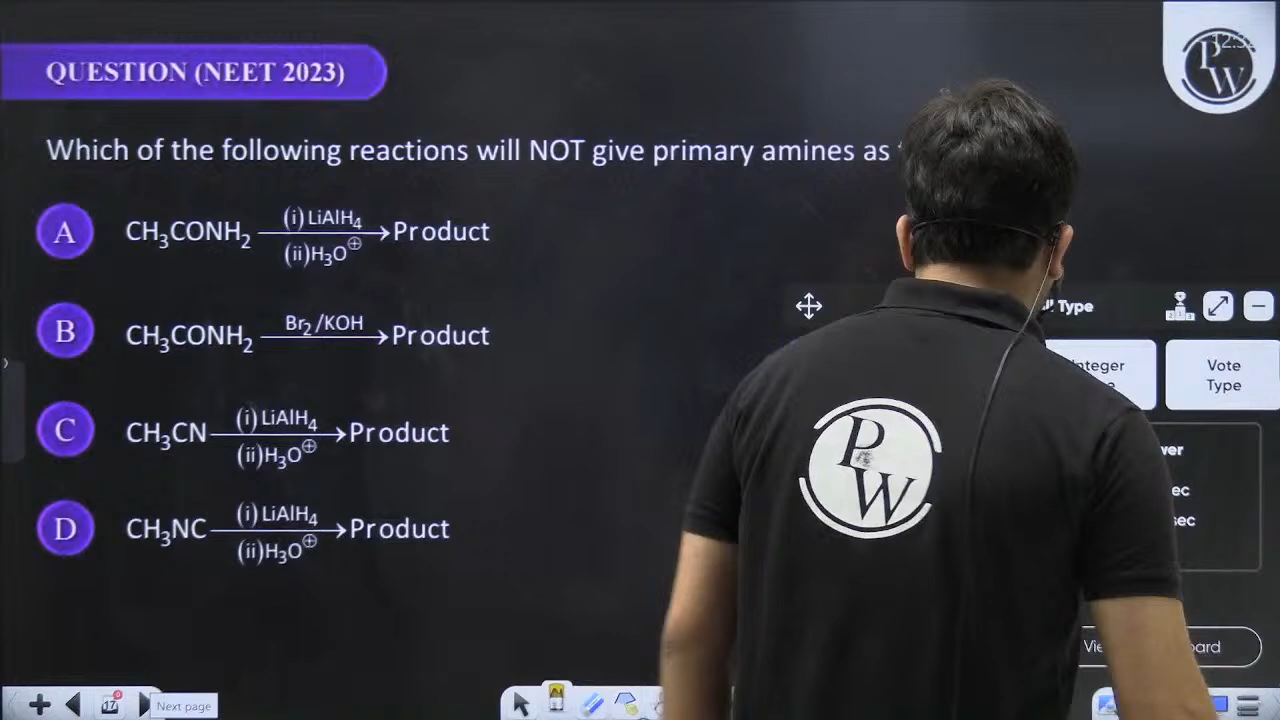 QUESTION (NEET 2023)
PW
Which of the following reactions will NOT give primary amines as
A CH₃CONH₂ (i) LiAlH₄ (ii)H₃O⊕ Product
Type
Vote
Type
B CH₃CONH₂ Br₂/KOH Product
C CH₃CN (i) LiAlH₄ (ii)H₃O⊕ Product
PW
D CH₃NC (i) LiAlH₄ (ii)H₃O⊕ Product
sec
17
Next page